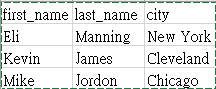 first_name last_name city
Eli Manning New York
Kevin James Cleveland
Mike Jordon Chicago